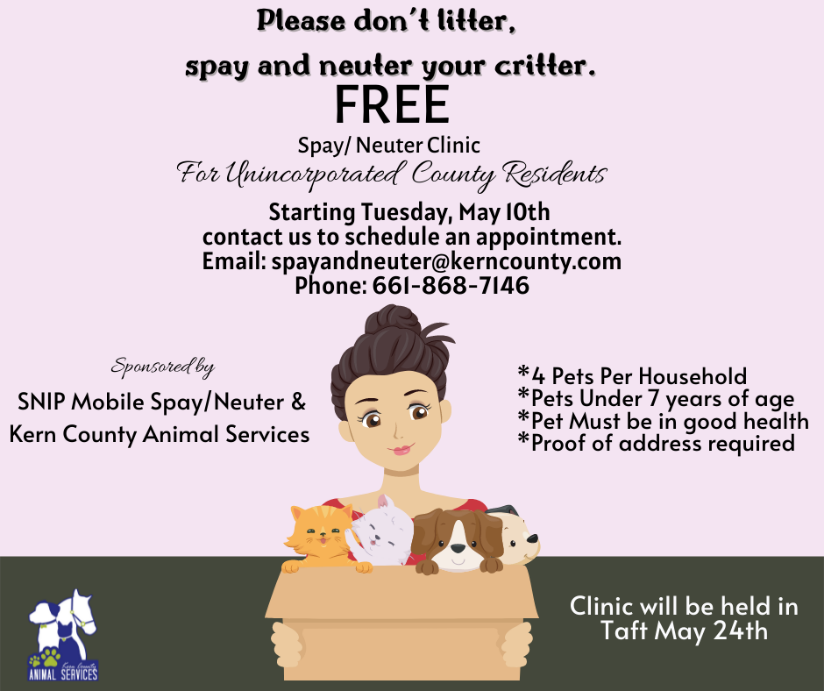 Please don't litter,
spay and neuter your critter.
FREE
Spay/ Neuter Clinic
For Unincorporated County Residents
Starting Tuesday, May 10th
contact us to schedule an appointment.
Email: spayandneuter@kerncounty.com
Phone: 661-868-7146
Sponsored by
SNIP Mobile Spay/Neuter &
Kern County Animal Services
*4 Pets Per Household
*Pets Under 7 years of age
*Pet Must be in good health
*Proof of address required
Clinic will be held in
Taft May 24th
Kern County
ANIMAL SERVICES